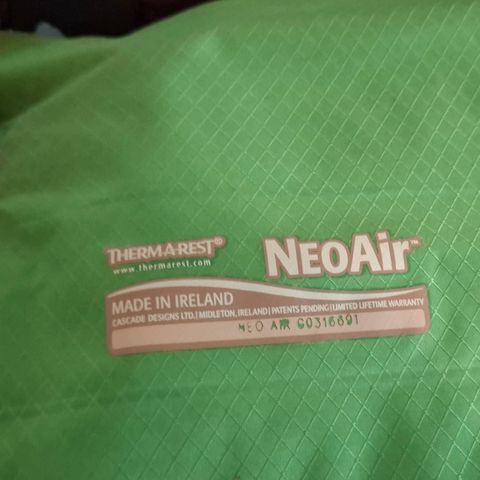 THERM-A-REST®
www.thermarest.com
NEOAir™
MADE IN IRELAND
CASCADE DESIGNS LTD. | MIDLETON, IRELAND | PATENTS PENDING | LIMITED LIFETIME WARRANTY
NEO AIR G0316691